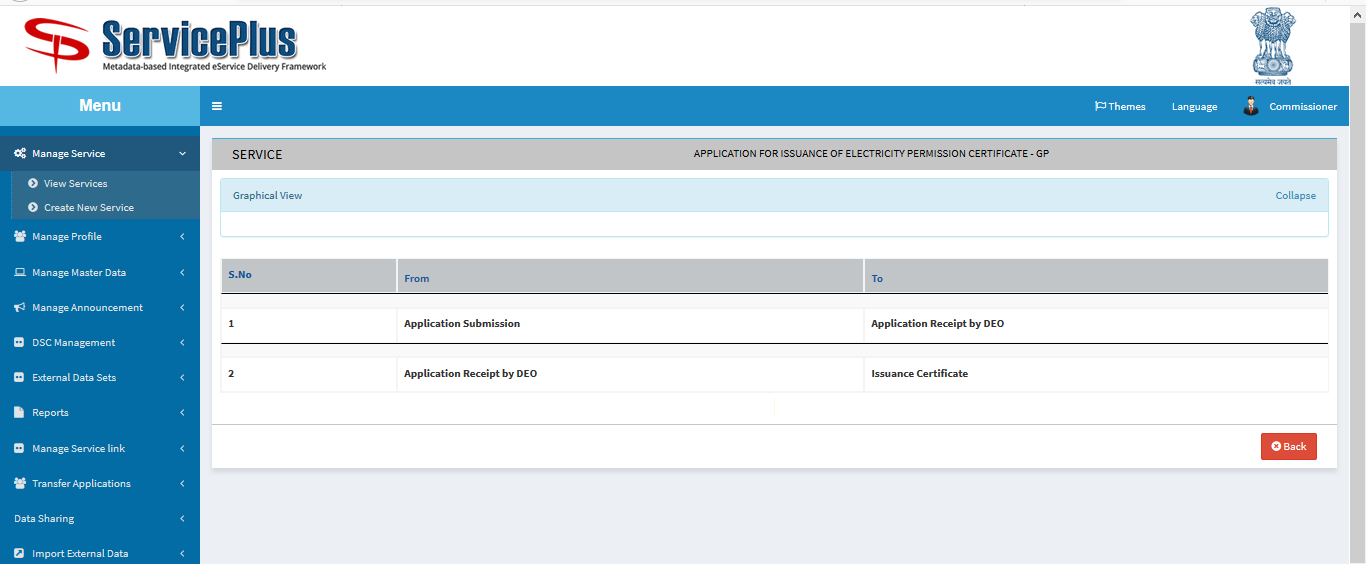 ServicePlus
Metadata-based Integrated eService Delivery Framework
सत्यमेव जयते
Menu
Themes
Language
Commissioner
Manage Service
View Services
Create New Service
Manage Profile
Manage Master Data
Manage Announcement
DSC Management
External Data Sets
Reports
Manage Service link
Transfer Applications
Data Sharing
Import External Data
SERVICE
APPLICATION FOR ISSUANCE OF ELECTRICITY PERMISSION CERTIFICATE - GP
Graphical View
Collapse
S.No From To
1 Application Submission Application Receipt by DEO
2 Application Receipt by DEO Issuance Certificate
Back